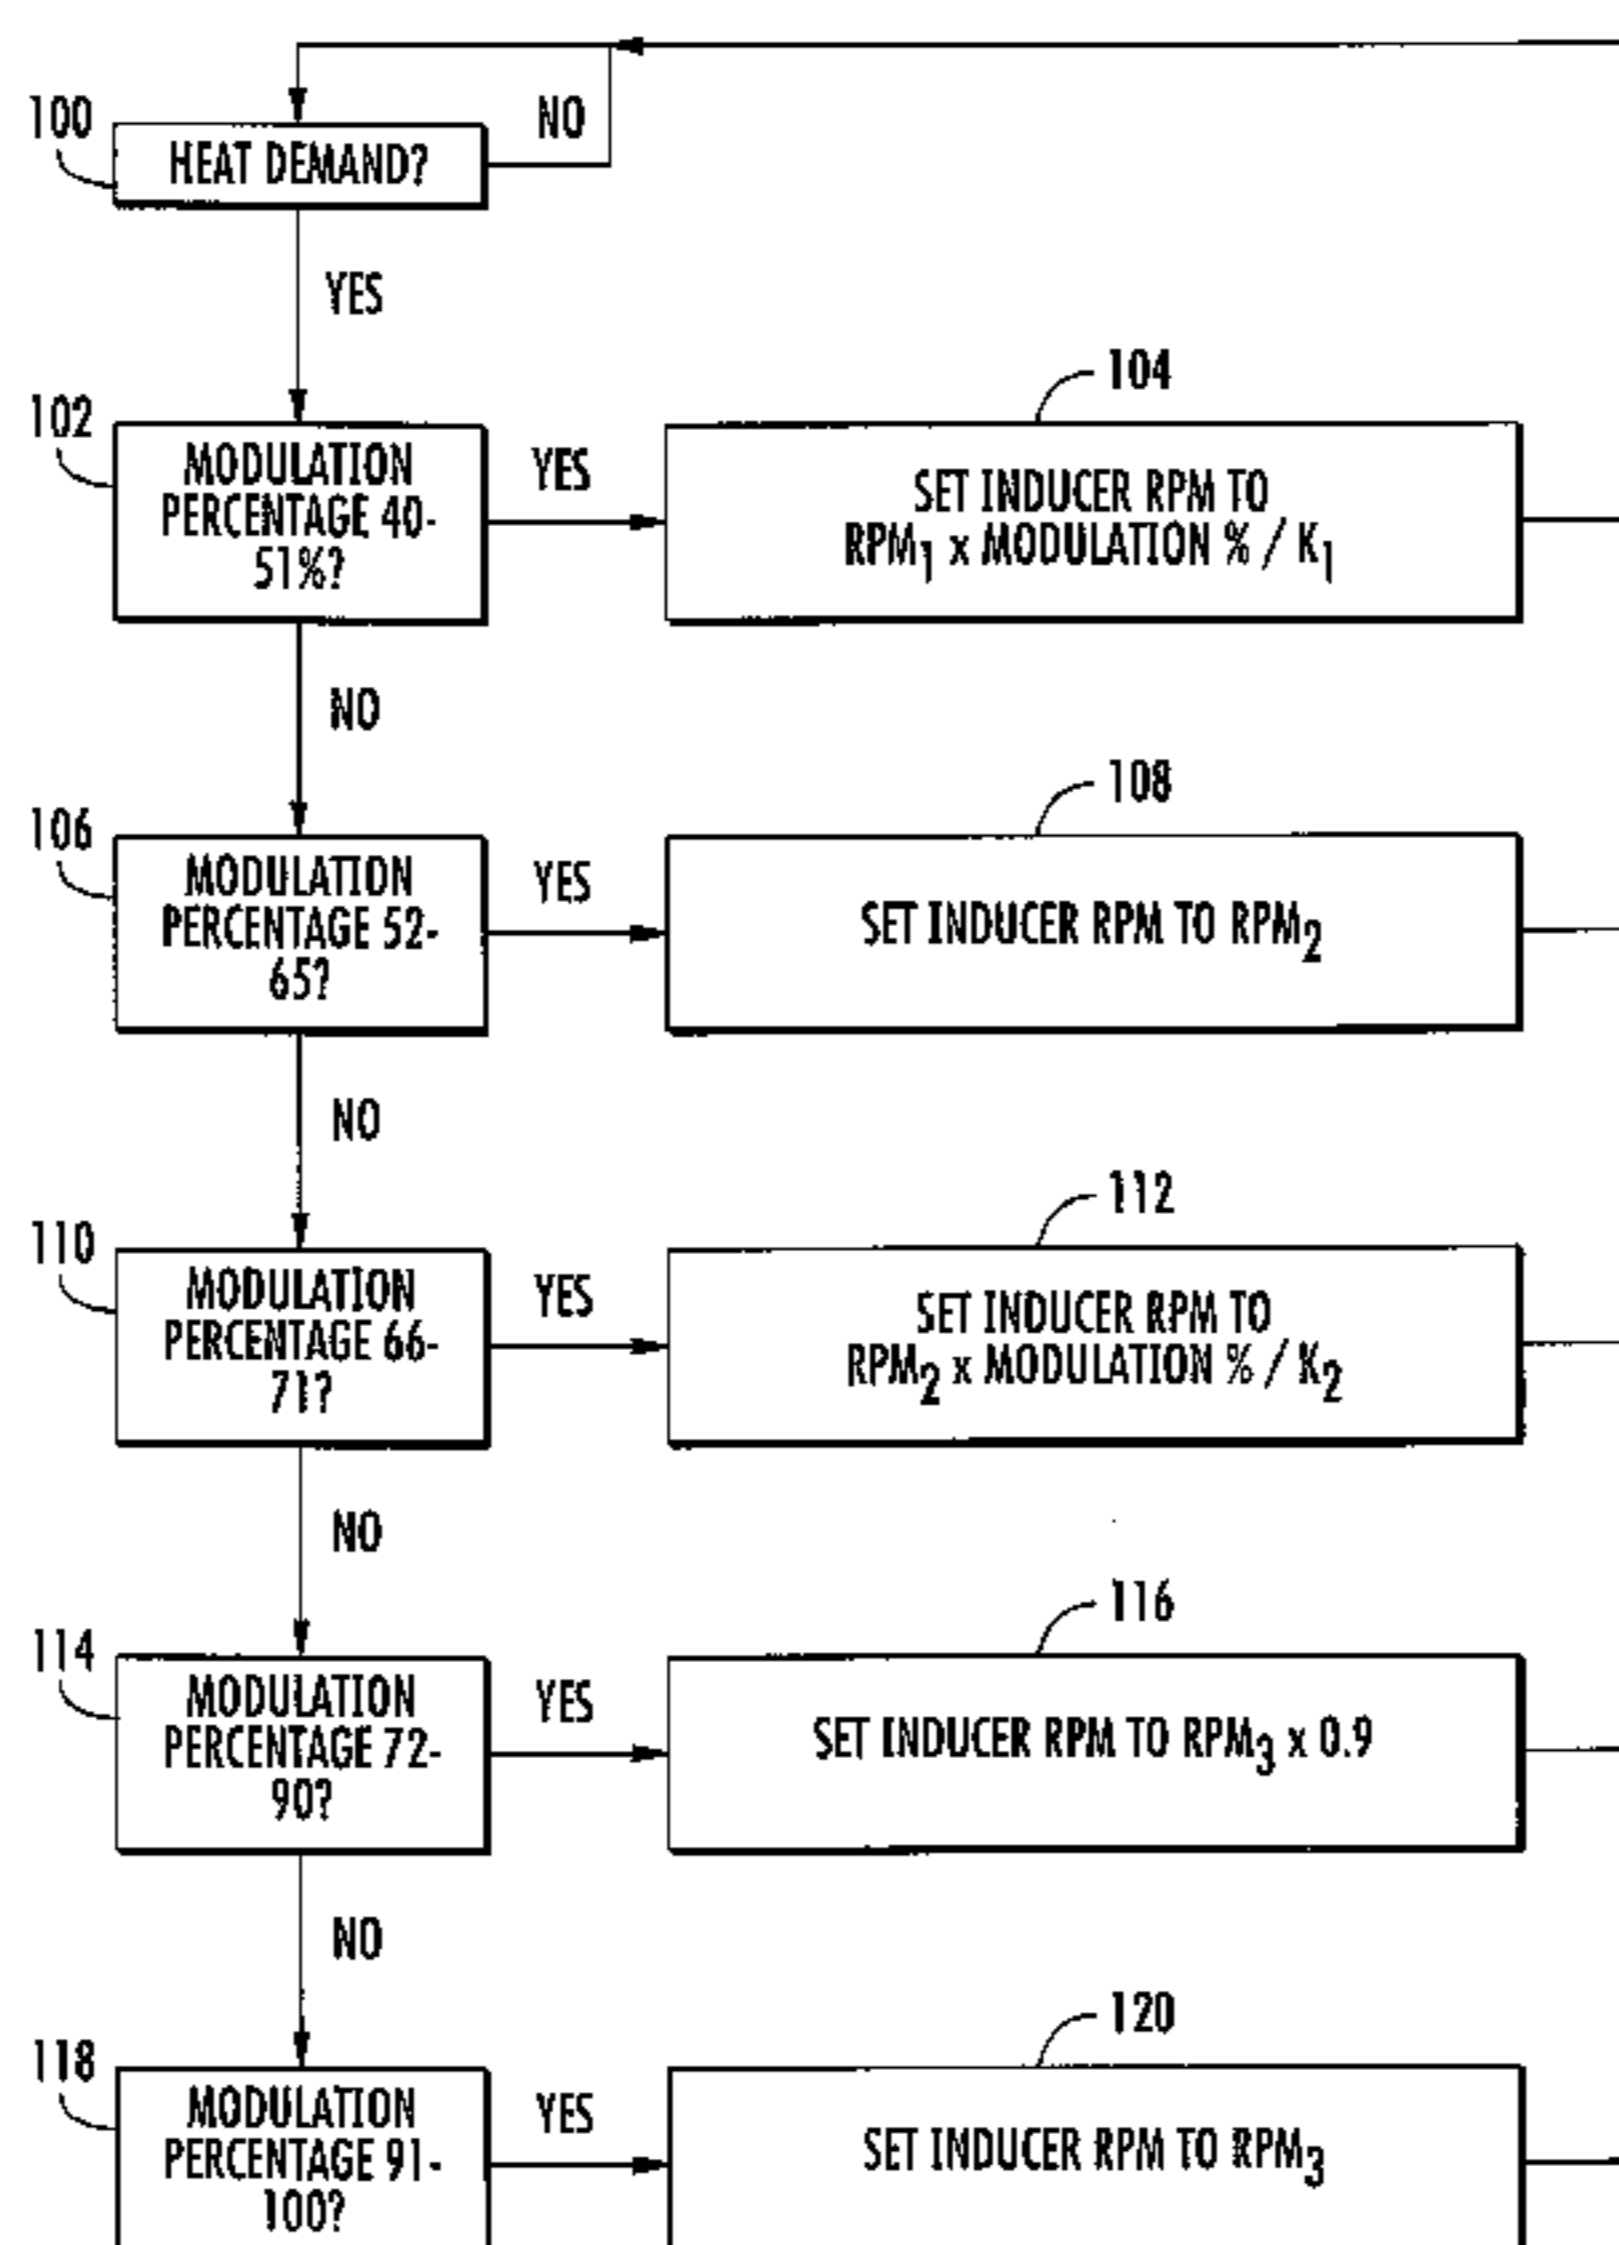 NO
100
HEAT DEMAND?
YES
104
102
MODULATION
PERCENTAGE 40-
51%?
YES
SET INDUCER RPM TO
RPM1 x MODULATION % / K1
NO
108
106
MODULATION
PERCENTAGE 52-
65?
YES
SET INDUCER RPM TO RPM2
NO
112
110
MODULATION
PERCENTAGE 66-
71?
YES
SET INDUCER RPM TO
RPM2 x MODULATION % / K2
NO
116
114
MODULATION
PERCENTAGE 72-
90?
YES
SET INDUCER RPM TO RPM3 x 0.9
NO
120
118
MODULATION
PERCENTAGE 91-
100?
YES
SET INDUCER RPM TO RPM3